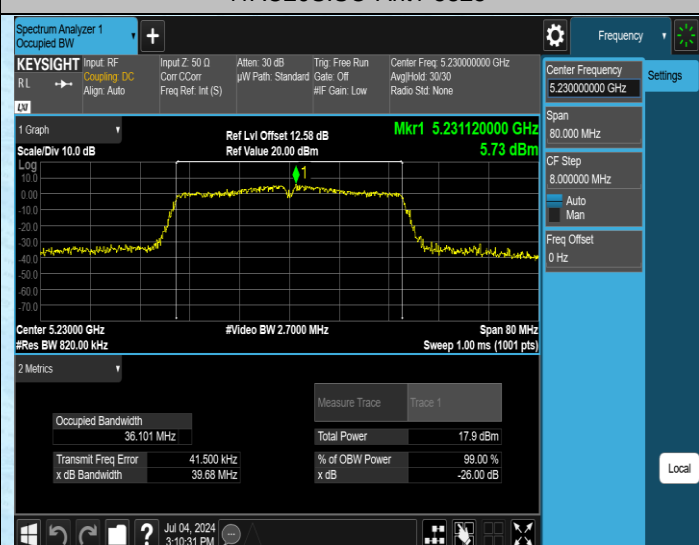 Spectrum Analyzer 1
Occupied BW
+
Frequency
KEYSIGHT
RL
LXI
Input: RF
Coupling: DC
Align: Auto
Input Z: 50 Ω
Corr CCorr
Freq Ref: Int (S)
Atten: 30 dB
µW Path: Standard
Trig: Free Run
Gate: Off
#IF Gain: Low
Center Freq: 5.230000000 GHz
Avg|Hold: 30/30
Radio Std: None
1 Graph
Scale/Div 10.0 dB
Ref Lvl Offset 12.58 dB
Ref Value 20.00 dBm
Mkr1 5.231120000 GHz
5.73 dBm
Log
10.0
0.00
-10.0
-20.0
-30.0
-40.0
-50.0
-60.0
-70.0
1
Center 5.23000 GHz
#Res BW 820.00 kHz
#Video BW 2.7000 MHz
Span 80 MHz
Sweep 1.00 ms (1001 pts)
2 Metrics
Measure Trace
Trace 1
Occupied Bandwidth
36.101 MHz
Total Power
17.9 dBm
Transmit Freq Error
41.500 kHz
% of OBW Power
99.00 %
x dB Bandwidth
39.68 MHz
x dB
-26.00 dB
Center Frequency
5.230000000 GHz
Settings
Span
80.000 MHz
CF Step
8.000000 MHz
Auto
Man
Freq Offset
0 Hz
Local
?
Jul 04, 2024
3:10:31 PM